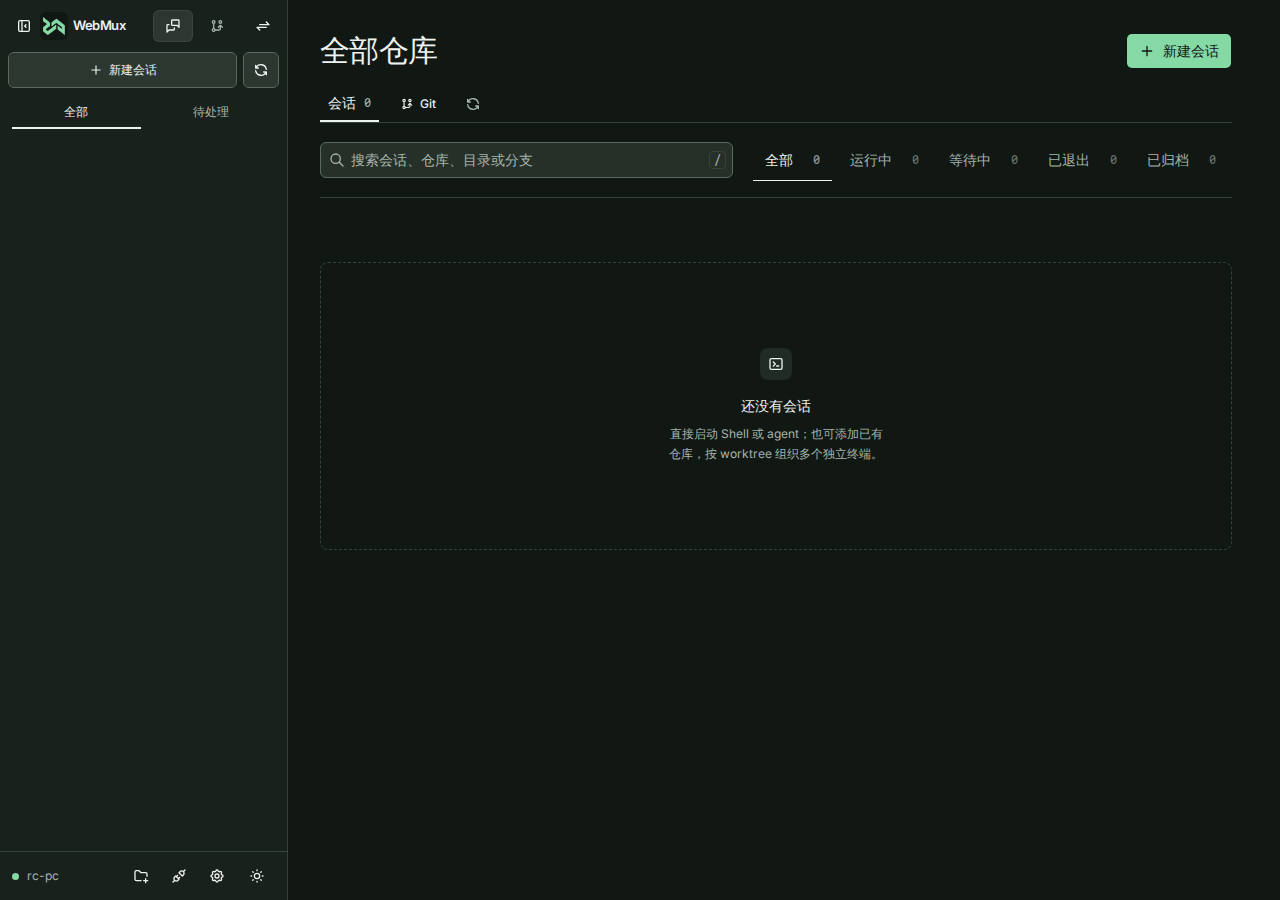 WebMux
新建会话
全部
待处理
rc-pc
全部仓库
新建会话
会话 0
Git
搜索会话、仓库、目录或分支
/
全部 0
运行中 0
等待中 0
已退出 0
已归档 0
还没有会话
直接启动 Shell 或 agent；也可添加已有
仓库，按 worktree 组织多个独立终端。